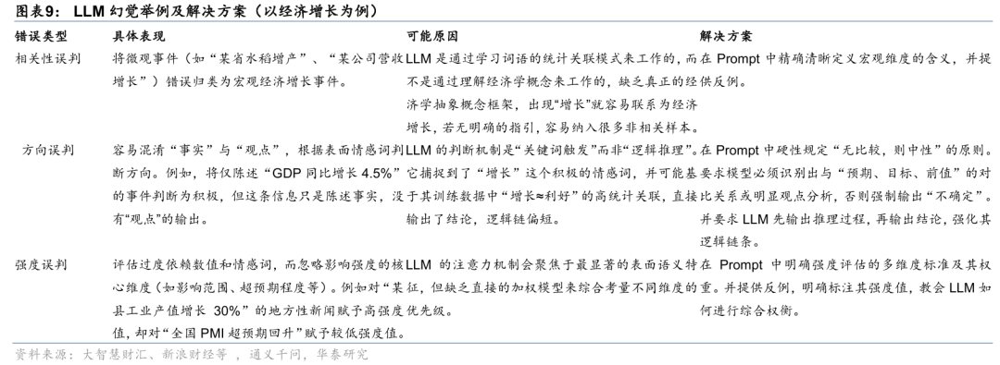 图表9： LLM 幻觉举例及解决方案（以经济增长为例）
错误类型 具体表现 可能原因 解决方案
相关性误判 将微观事件（如“某省水稻增产”、“某公司营收 LLM 是通过学习词语的统计关联模式来工作的，而 在 Prompt 中精确清晰定义宏观维度的含义，并提
增长”）错误归类为宏观经济增长事件。 不是通过理解经济学概念来工作的，缺乏真正的经 供反例。
济学抽象概念框架，出现“增长”就容易联系为经济
增长，若无明确的指引，容易纳入很多非相关样本。
方向误判 容易混淆“事实”与“观点”，根据表面情感词判 LLM 的判断机制是“关键词触发”而非“逻辑推理”。 在 Prompt 中硬性规定“无比较，则中性”的原则。
断方向。例如，将仅陈述“GDP 同比增长 4.5%” 它捕捉到了“增长”这个积极的情感词，并可能基 要求模型必须识别出与“预期、目标、前值”的对
的事件判断为积极，但这条信息只是陈述事实，没 于其训练数据中“增长≈利好”的高统计关联，直接 比关系或明显观点分析，否则强制输出“不确定”。
有“观点”的输出。 输出了结论，逻辑链偏短。 并要求 LLM 先输出推理过程，再输出结论，强化其
逻辑链条。
强度误判 评估过度依赖数值和情感词，而忽略影响强度的核 LLM 的注意力机制会聚焦于最显著的表面语义特 在 Prompt 中明确强度评估的多维度标准及其权
心维度（如影响范围、超预期程度等）。例如对“某 征，但缺乏直接的加权模型来综合考量不同维度的 重。并提供反例，明确标注其强度值，教会 LLM 如
县工业产值增长 30%”的地方性新闻赋予高强度 优先级。 何进行综合权衡。
值，却对“全国 PMI 超预期回升”赋予较低强度值。
资料来源：大智慧财汇、新浪财经等 ，通义千问，华泰研究